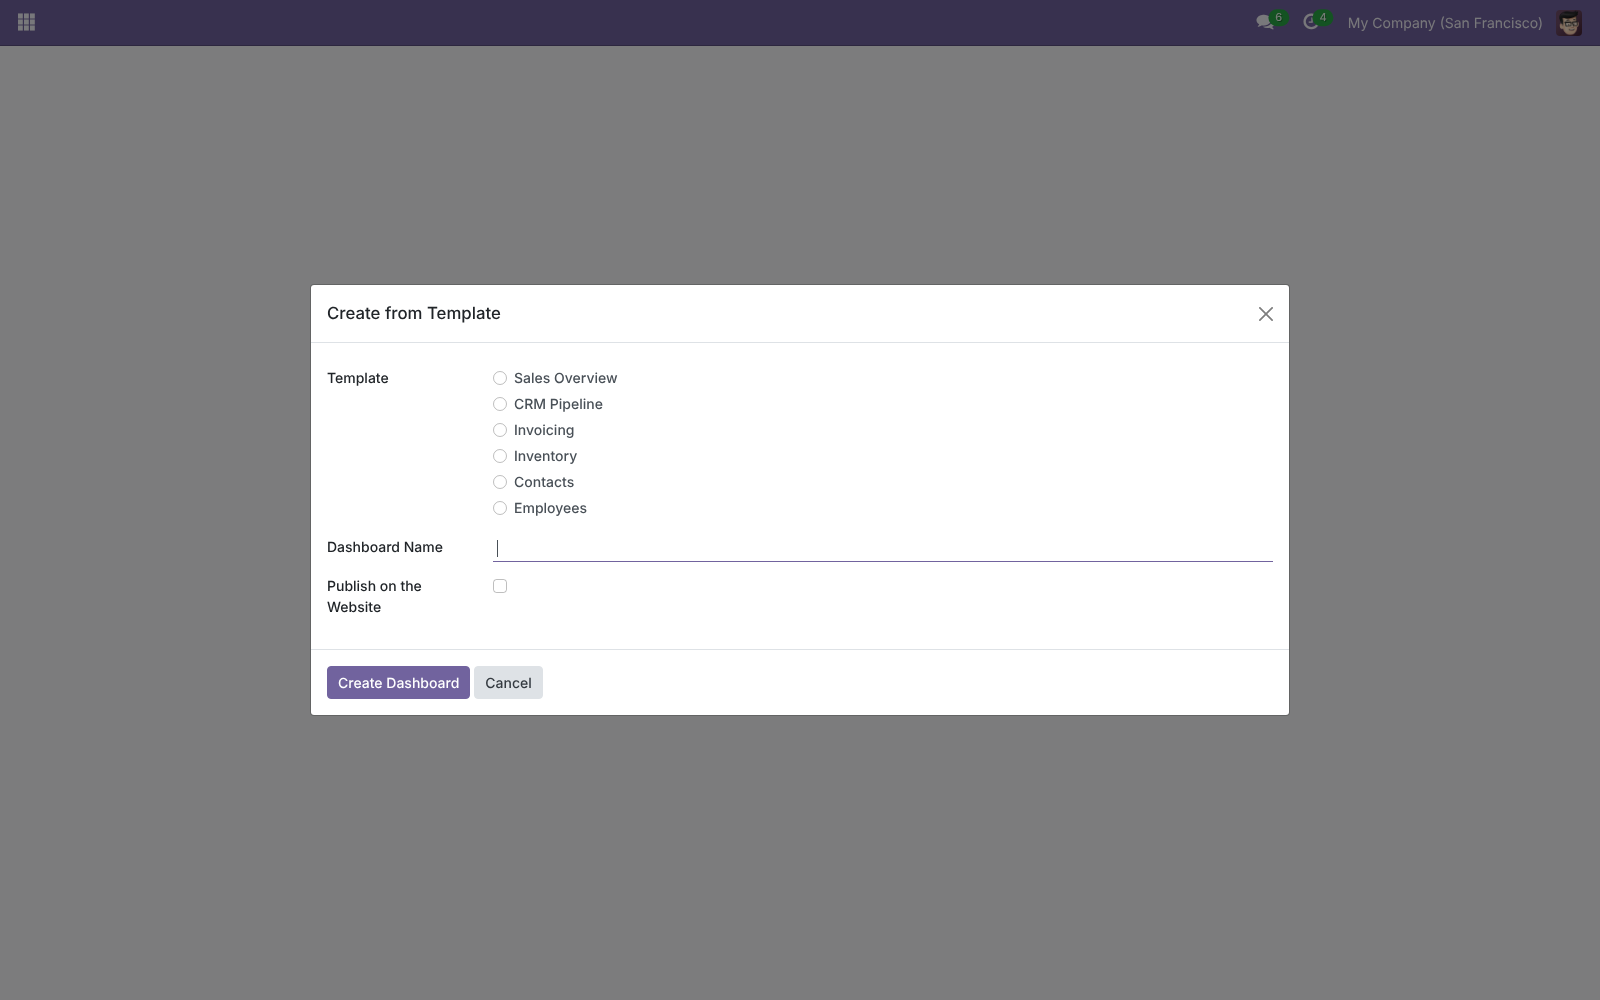 6
4
My Company (San Francisco)
Create from Template
Template
Sales Overview
CRM Pipeline
Invoicing
Inventory
Contacts
Employees
Dashboard Name
Publish on the
Website
Create Dashboard
Cancel